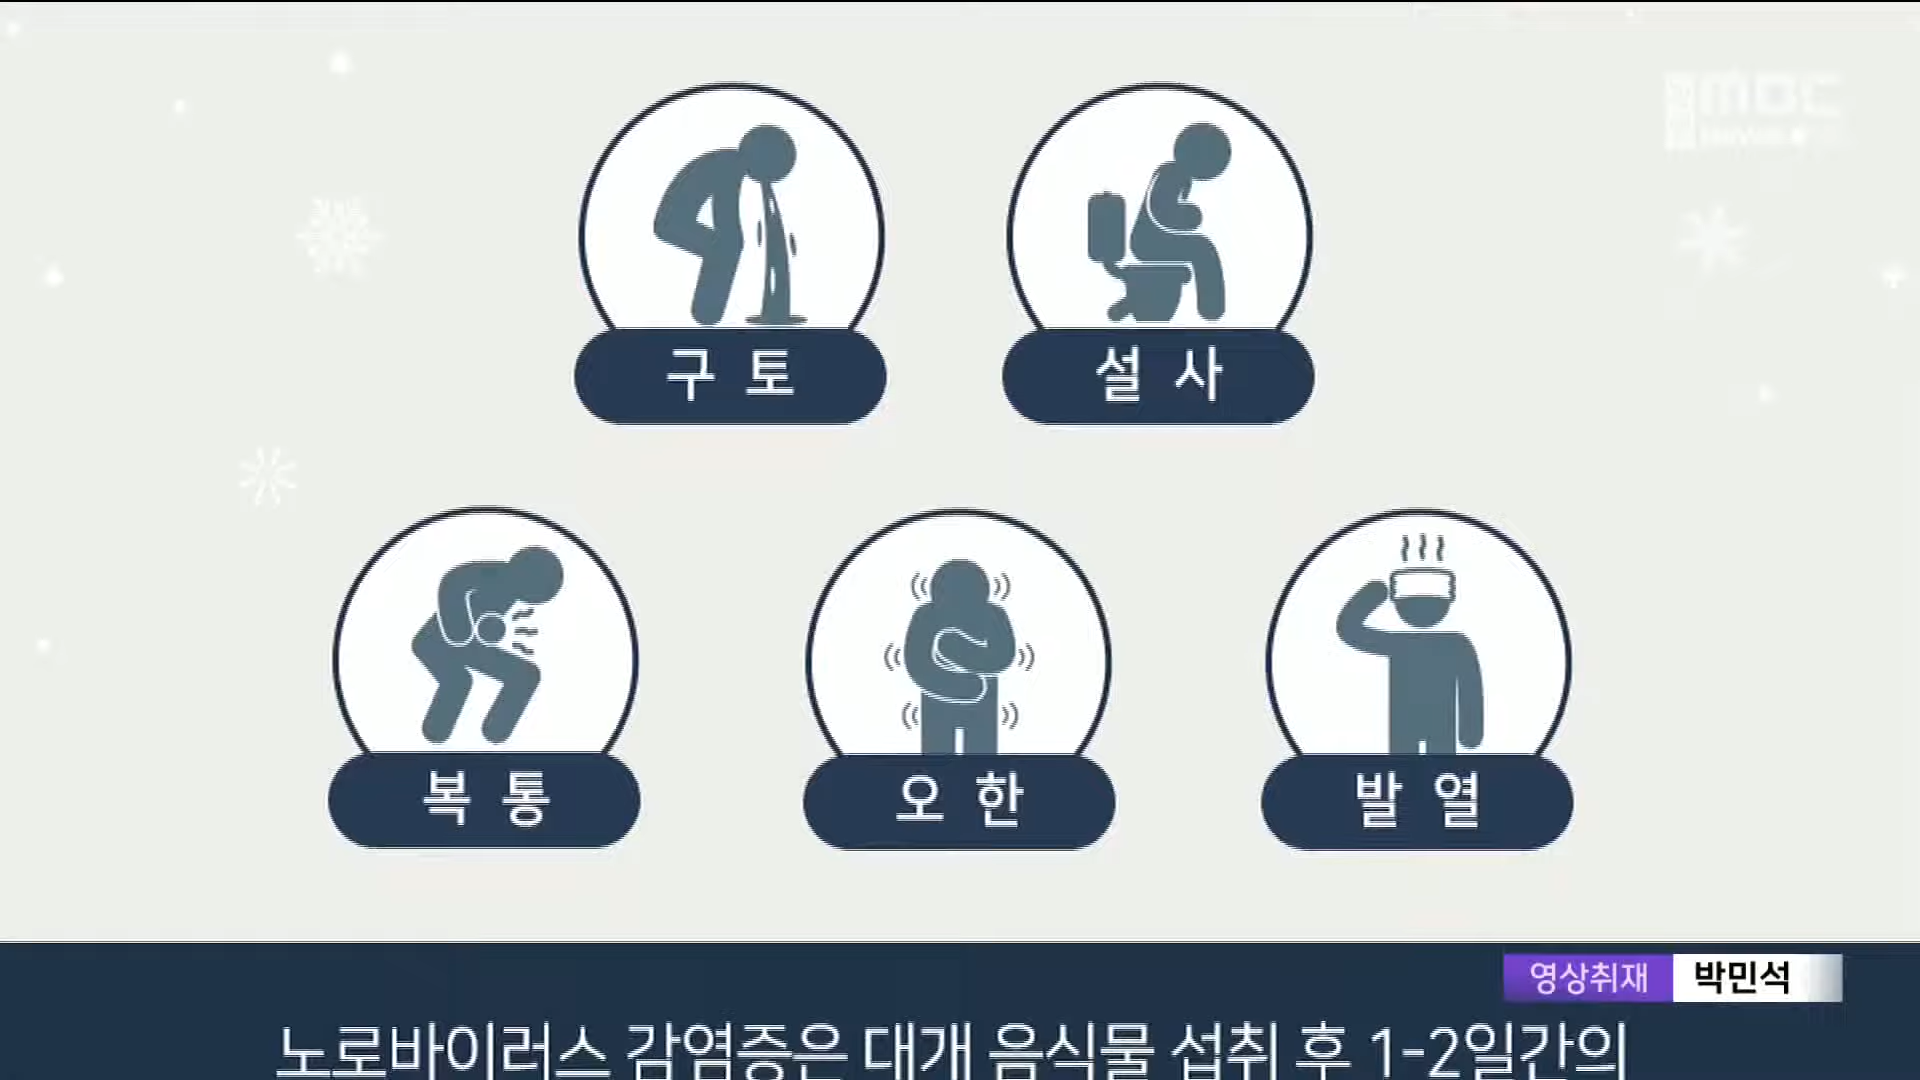 mbc
구토
설사
복통
오한
발열
영상취재 박민석
노로바이러스 감염증은 대개 음식물 섭취 후 1-2일간의